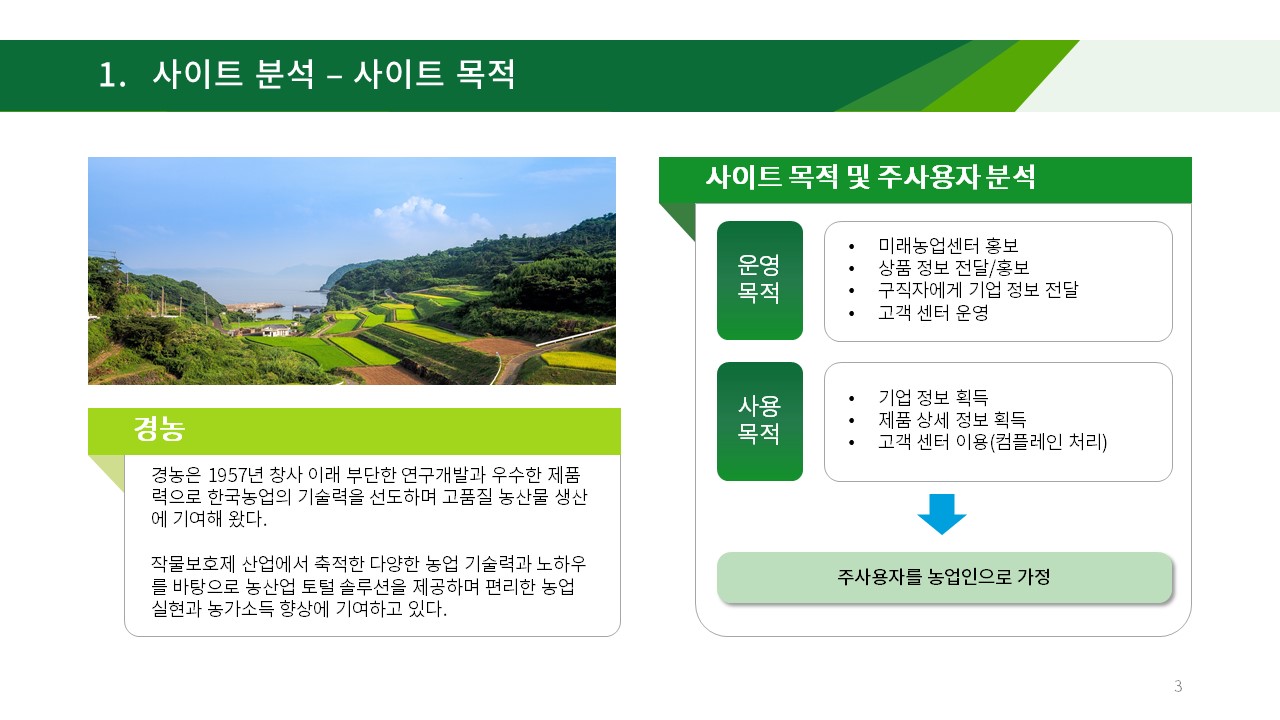 1. 사이트 분석 – 사이트 목적
경농
경농은 1957년 창사 이래 부단한 연구개발과 우수한 제품
력으로 한국농업의 기술력을 선도하며 고품질 농산물 생산
에 기여해 왔다.
작물보호제 산업에서 축적한 다양한 농업 기술력과 노하우
를 바탕으로 농산업 토털 솔루션을 제공하며 편리한 농업
실현과 농가소득 향상에 기여하고 있다.
사이트 목적 및 주사용자 분석
운영
목적
• 미래농업센터 홍보
• 상품 정보 전달/홍보
• 구직자에게 기업 정보 전달
• 고객 센터 운영
사용
목적
• 기업 정보 획득
• 제품 상세 정보 획득
• 고객 센터 이용(컴플레인 처리)
주사용자를 농업인으로 가정
3